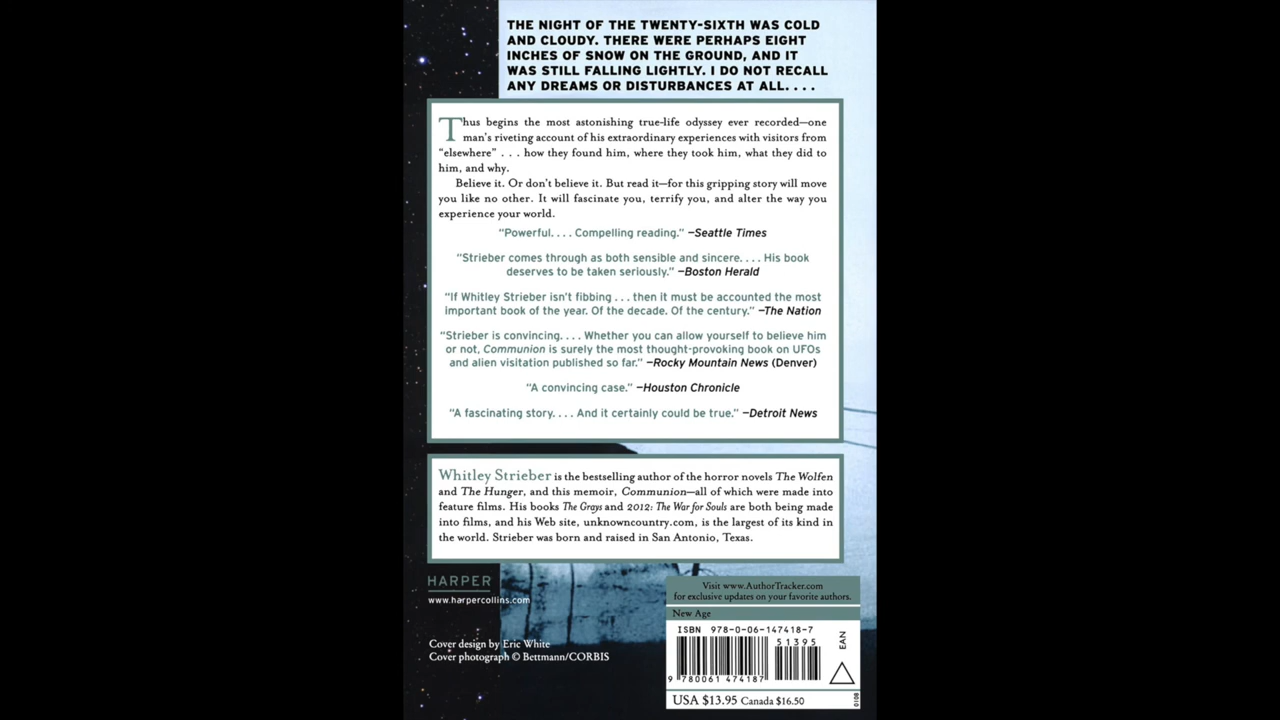 THE NIGHT OF THE TWENTY-SIXTH WAS COLD
AND CLOUDY. THERE WERE PERHAPS EIGHT
INCHES OF SNOW ON THE GROUND, AND IT
WAS STILL FALLING LIGHTLY. I DO NOT RECALL
ANY DREAMS OR DISTURBANCES AT ALL. . . .
Thus begins the most astonishing true-life odyssey ever recorded—one
man's riveting account of his extraordinary experiences with visitors from
"elsewhere" . . . how they found him, where they took him, what they did to
him, and why.
Believe it. Or don't believe it. But read it—for this gripping story will move
you like no other. It will fascinate you, terrify you, and alter the way you
experience your world.
"Powerful. . . . Compelling reading." —Seattle Times
"Strieber comes through as both sensible and sincere. . . . His book
deserves to be taken seriously." —Boston Herald
"If Whitley Strieber isn't fibbing . . . then it must be accounted the most
important book of the year. Of the decade. Of the century." —The Nation
"Strieber is convincing. . . . Whether you can allow yourself to believe him
or not, Communion is surely the most thought-provoking book on UFOs
and alien visitation published so far." —Rocky Mountain News (Denver)
"A convincing case." —Houston Chronicle
"A fascinating story. . . . And it certainly could be true." —Detroit News
Whitley Strieber is the bestselling author of the horror novels The Wolfen
and The Hunger, and this memoir, Communion—all of which were made into
feature films. His books The Grays and 2012: The War for Souls are both being made
into films, and his Web site, unknowncountry.com, is the largest of its kind in
the world. Strieber was born and raised in San Antonio, Texas.
HARPER
www.harpercollins.com
Cover design by Eric White
Cover photograph © Bettmann/CORBIS
Visit www.AuthorTracker.com
for exclusive updates on your favorite authors.
New Age
ISBN 978-0-06-147418-7
51395
EAN
9 780061 474187
0108
USA $13.95 Canada $16.50